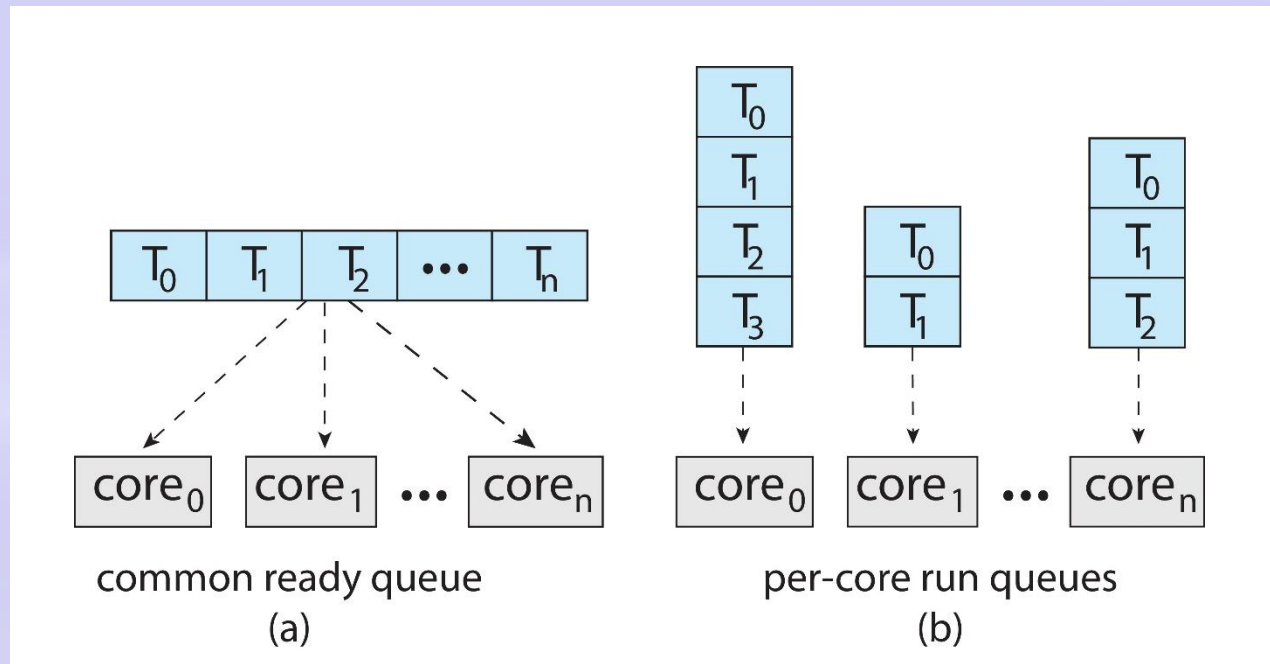 T₀ T₁ T₂ ••• Tₙ
core₀ core₁ ••• coreₙ
common ready queue
(a)
T₀
T₁
T₂
T₃
T₀
T₁
T₀
T₁
T₂
core₀ core₁ ••• coreₙ
per-core run queues
(b)